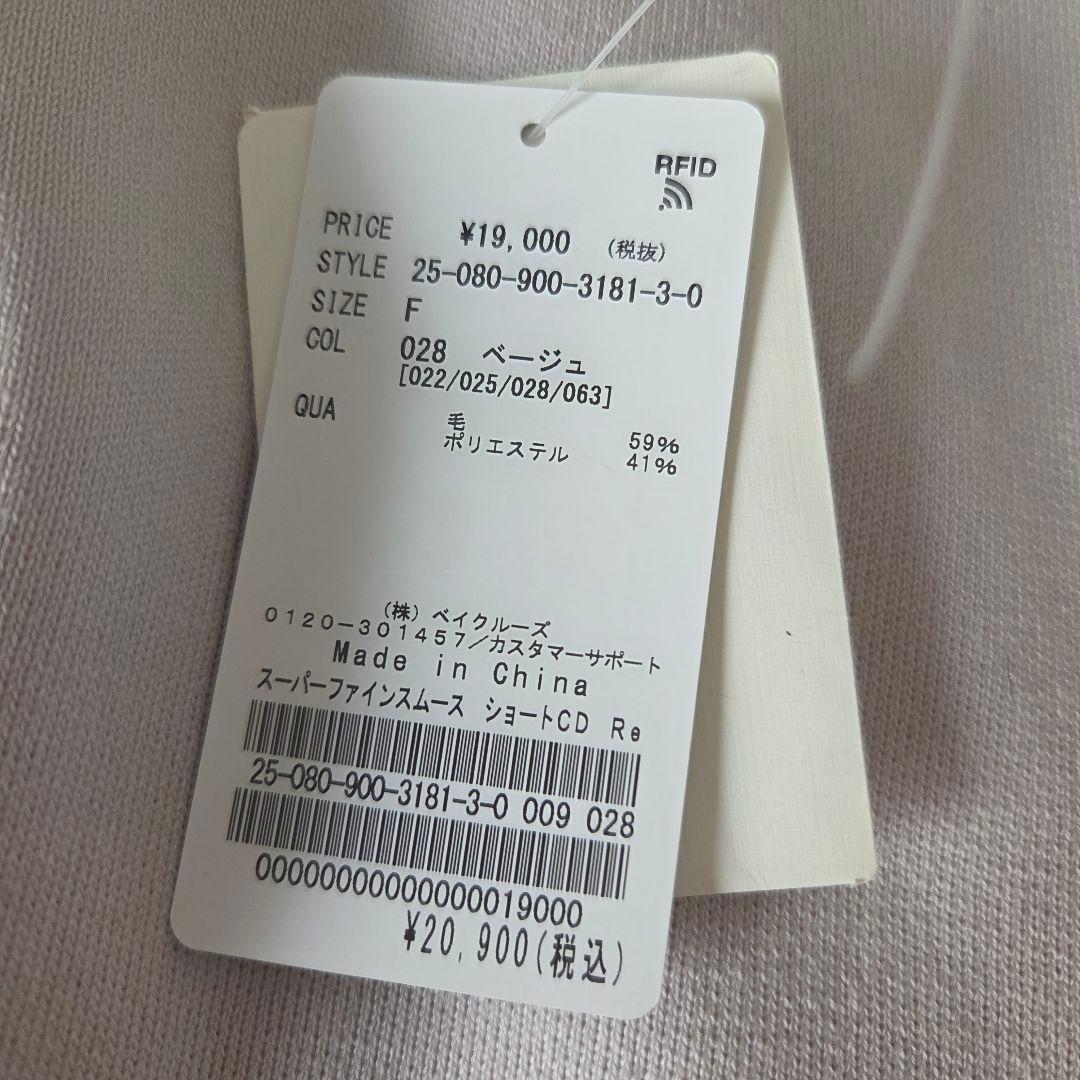 RFID
PRICE ¥19,000 (税抜)
STYLE 25-080-900-3181-3-0
SIZE F
COL 028 ベージュ
[022/025/028/063]
QUA 毛 59%
ポリエステル 41%
(株) ベイクルーズ
0120-301457/カスタマーサポート
Made in China
スーパーファインスムース ショートCD Re
25-080-900-3181-3-0 009 028
0000000000000019000
¥20,900(税込)